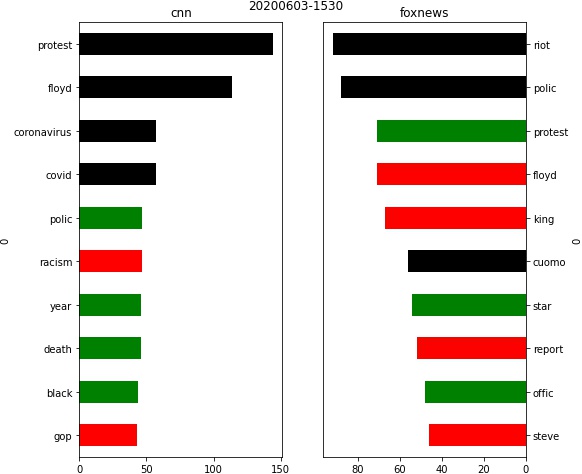 20200603-1530
cnn
foxnews
protest
floyd
coronavirus
covid
polic
racism
year
death
black
gop
0
0 50 100 150
riot
polic
protest
floyd
king
cuomo
star
report
offic
steve
0
80 60 40 20 0